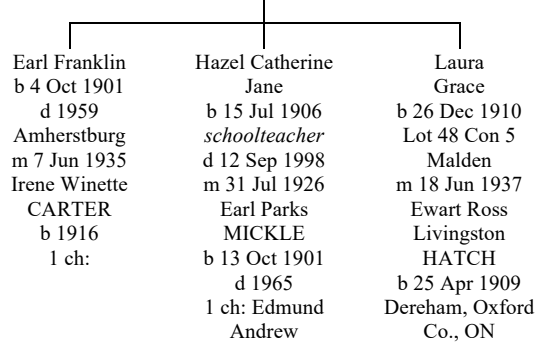 Earl Franklin
b 4 Oct 1901
d 1959
Amherstburg
m 7 Jun 1935
Irene Winette
CARTER
b 1916
1 ch:
Hazel Catherine
Jane
b 15 Jul 1906
schoolteacher
d 12 Sep 1998
m 31 Jul 1926
Earl Parks
MICKLE
b 13 Oct 1901
d 1965
1 ch: Edmund
Andrew
Laura
Grace
b 26 Dec 1910
Lot 48 Con 5
Malden
m 18 Jun 1937
Ewart Ross
Livingston
HATCH
b 25 Apr 1909
Dereham, Oxford
Co., ON